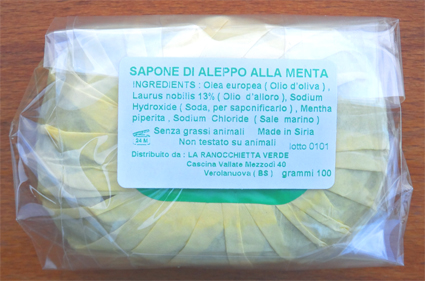 SAPONE DI ALEPPO ALLA MENTA
INGREDIENTS : Olea europea ( Olio d'oliva ) ,
Laurus nobilis 13% ( Olio d'alloro ), Sodium
Hydroxide ( Soda, per saponificarlo ) , Mentha
piperita , Sodium Chloride ( Sale marino )
Senza grassi animali Made in Siria
24 M
Non testato su animali lotto 0101
Distribuito da : LA RANOCCHIETTA VERDE
Cascina Vallate Mezzodì 40
Verolanuova ( BS ) grammi 100